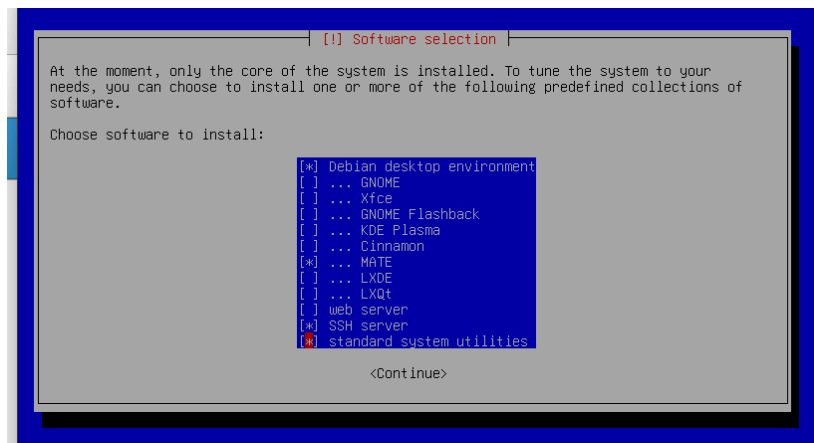 [!] Software selection
At the moment, only the core of the system is installed. To tune the system to your
needs, you can choose to install one or more of the following predefined collections of
software.
Choose software to install:
[*] Debian desktop environment
[ ] ... GNOME
[ ] ... Xfce
[ ] ... GNOME Flashback
[ ] ... KDE Plasma
[ ] ... Cinnamon
[*] ... MATE
[ ] ... LXDE
[ ] ... LXQt
[ ] web server
[*] SSH server
[*] standard system utilities
<Continue>